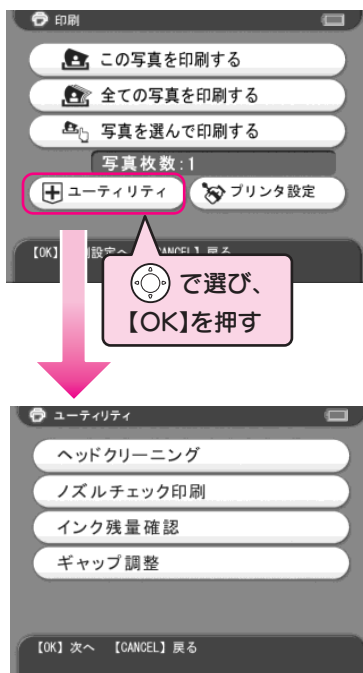 印刷
この写真を印刷する
全ての写真を印刷する
写真を選んで印刷する
写真枚数:1
ユーティリティ
プリンタ設定
【OK】
で選び、
【OK】を押す
ユーティリティ
ヘッドクリーニング
ノズルチェック印刷
インク残量確認
ギャップ調整
【OK】次へ 【CANCEL】戻る